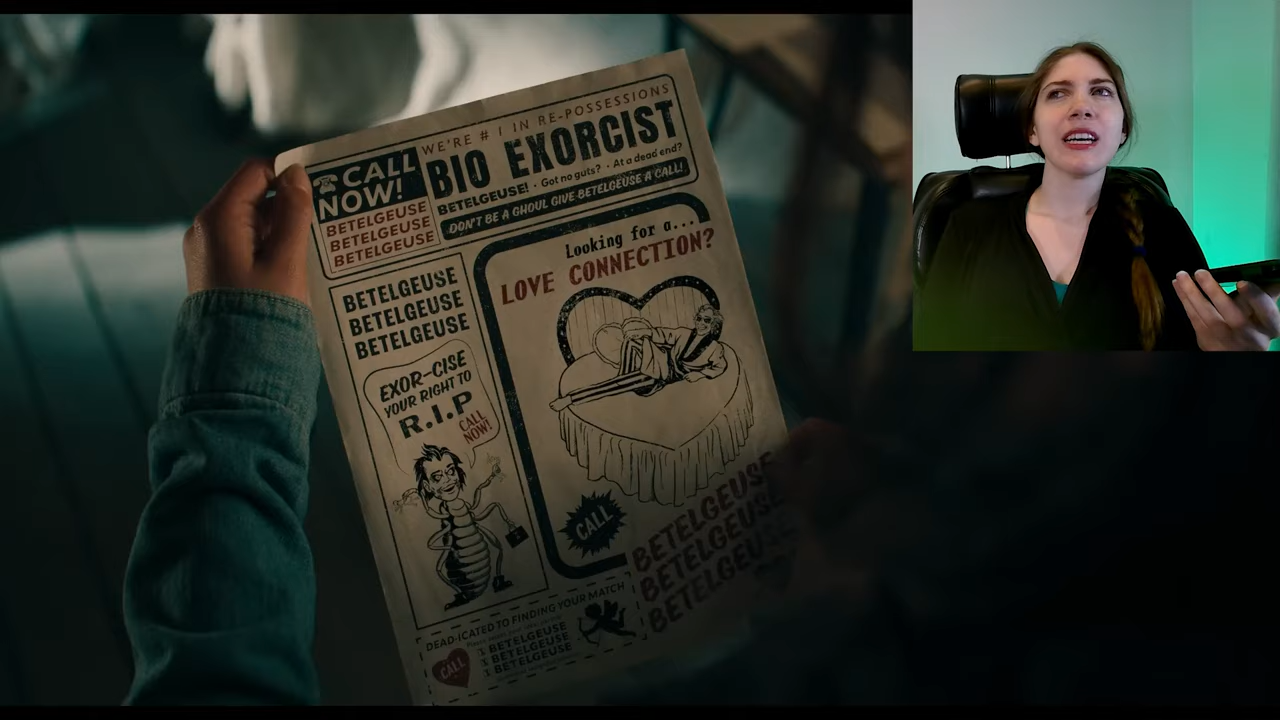 WE'RE # 1 IN RE-POSSESSIONS
CALL
NOW!
BETELGEUSE
BETELGEUSE
BETELGEUSE
BIO EXORCIST
BETELGEUSE! · Got no guts? · At a dead end?
DON'T BE A GHOUL GIVE BETELGEUSE A CALL!
BETELGEUSE
BETELGEUSE
BETELGEUSE
EXOR-CISE
YOUR RIGHT TO
R.I.P
CALL
NOW!
Looking for a...
LOVE CONNECTION?
CALL
BETELGEUSE
BETELGEUSE
BETELGEUSE
DEAD-ICATED TO FINDING YOUR MATCH
CALL
BETELGEUSE
BETELGEUSE
BETELGEUSE